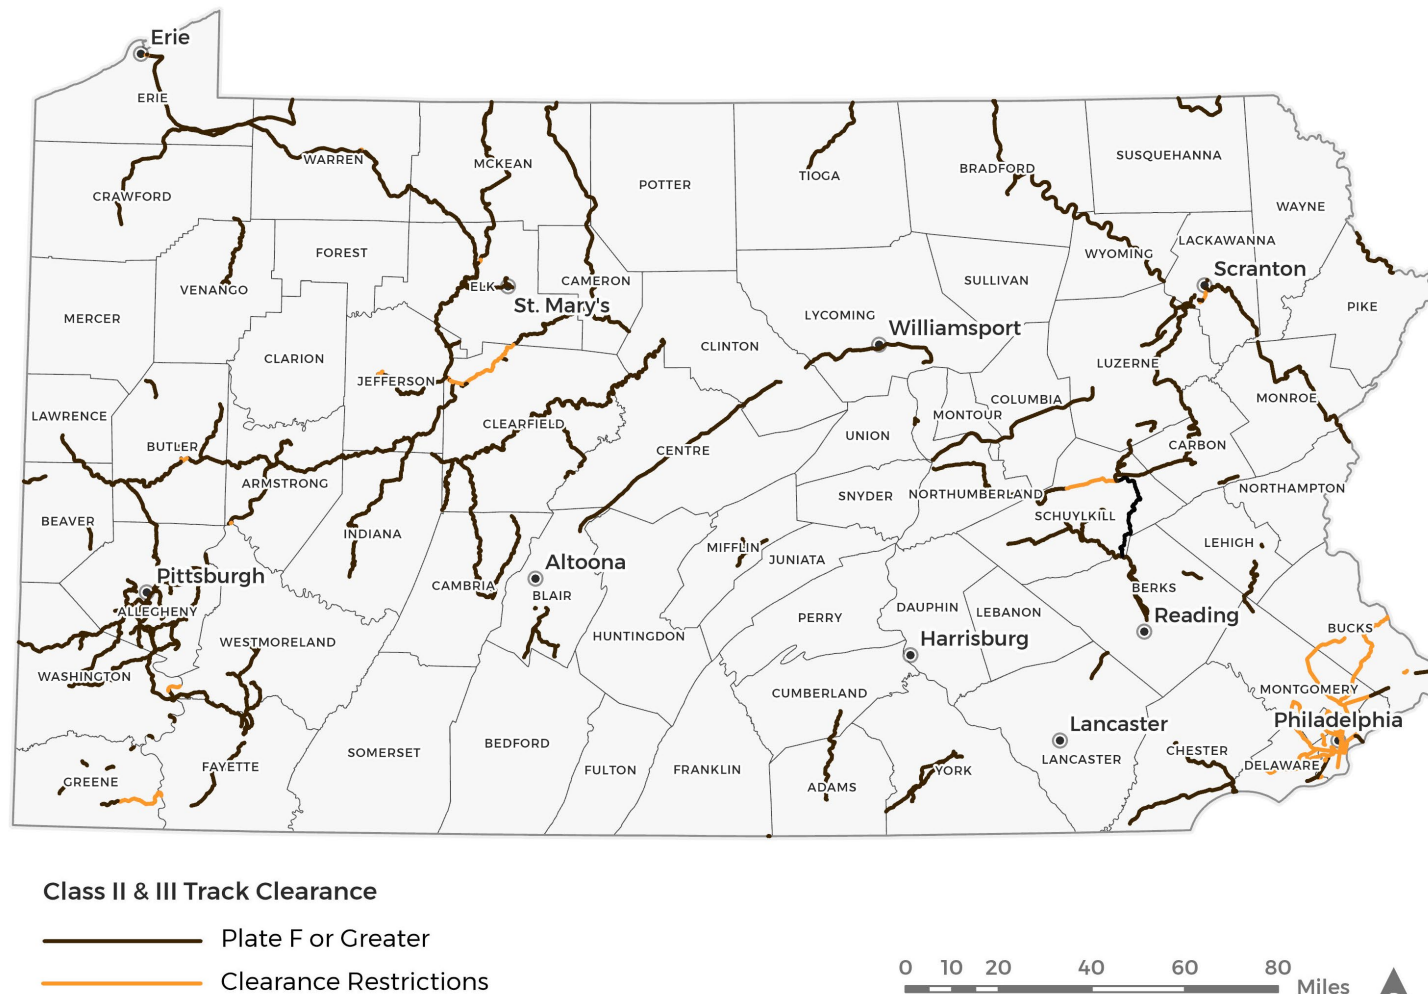 Erie
ERIE
WARREN
MCKEAN
POTTER
TIOGA
BRADFORD
SUSQUEHANNA
WAYNE
CRAWFORD
FOREST
VENANGO
ELK
St. Mary's
CAMERON
SULLIVAN
WYOMING
LACKAWANNA
Scranton
PIKE
MERCER
CLARION
JEFFERSON
CLINTON
LYCOMING
Williamsport
LUZERNE
MONROE
LAWRENCE
BUTLER
ARMSTRONG
CLEARFIELD
CENTRE
UNION
MONTOUR
COLUMBIA
CARBON
BEAVER
INDIANA
SNYDER
NORTHUMBERLAND
SCHUYLKILL
NORTHAMPTON
LEHIGH
Pittsburgh
ALLEGHENY
CAMBRIA
Altoona
BLAIR
MIFFLIN
JUNIATA
PERRY
DAUPHIN
LEBANON
BERKS
Reading
BUCKS
WASHINGTON
WESTMORELAND
HUNTINGDON
Harrisburg
CUMBERLAND
MONTGOMERY
Philadelphia
GREENE
FAYETTE
SOMERSET
BEDFORD
FULTON
FRANKLIN
ADAMS
YORK
Lancaster
LANCASTER
CHESTER
DELAWARE
Class II & III Track Clearance
Plate F or Greater
Clearance Restrictions
0 10 20 40 60 80
Miles